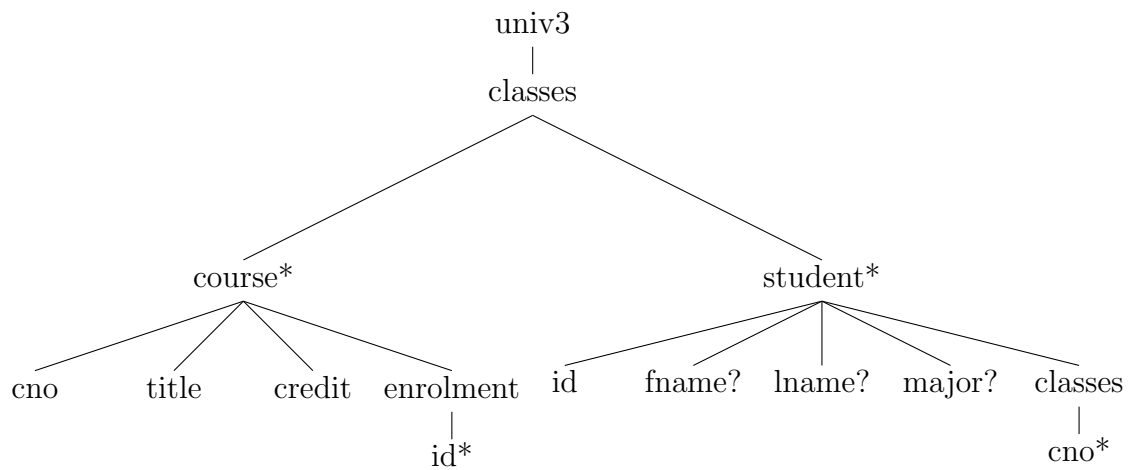 univ3
classes
course* student*
cno title credit enrolment id fname? lname? major? classes
id* cno*